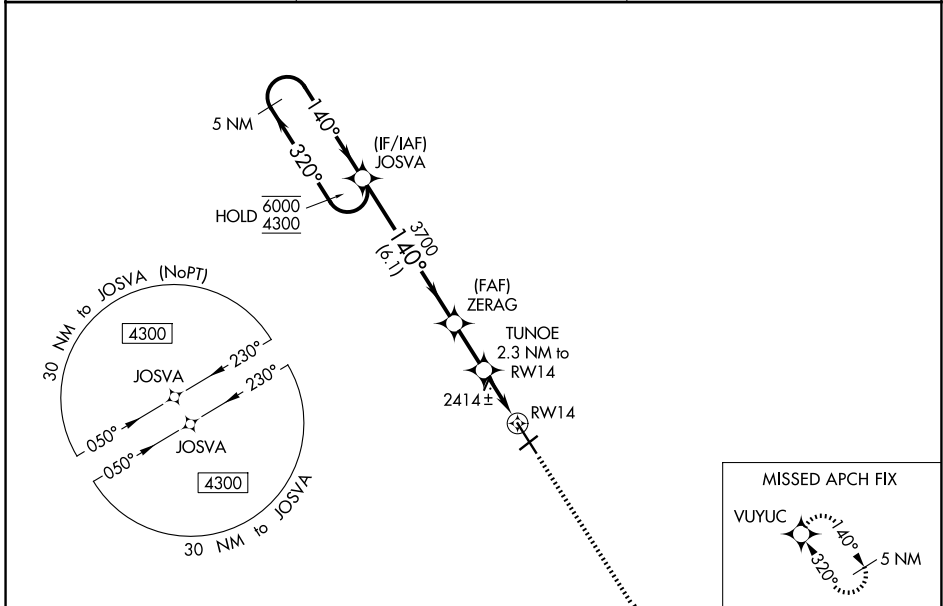 5 NM
140°
320°
(IF/IAF)
JOSVA
HOLD 6000
4300
3700
140°
(6.1)
(FAF)
ZERAG
TUNOE
2.3 NM to
RW14
2414±
RW14
30 NM to JOSVA (NoPT)
4300
230°
JOSVA
230°
050°
050°
JOSVA
4300
30 NM to JOSVA
MISSED APCH FIX
VUYUC
140°
320°
5 NM